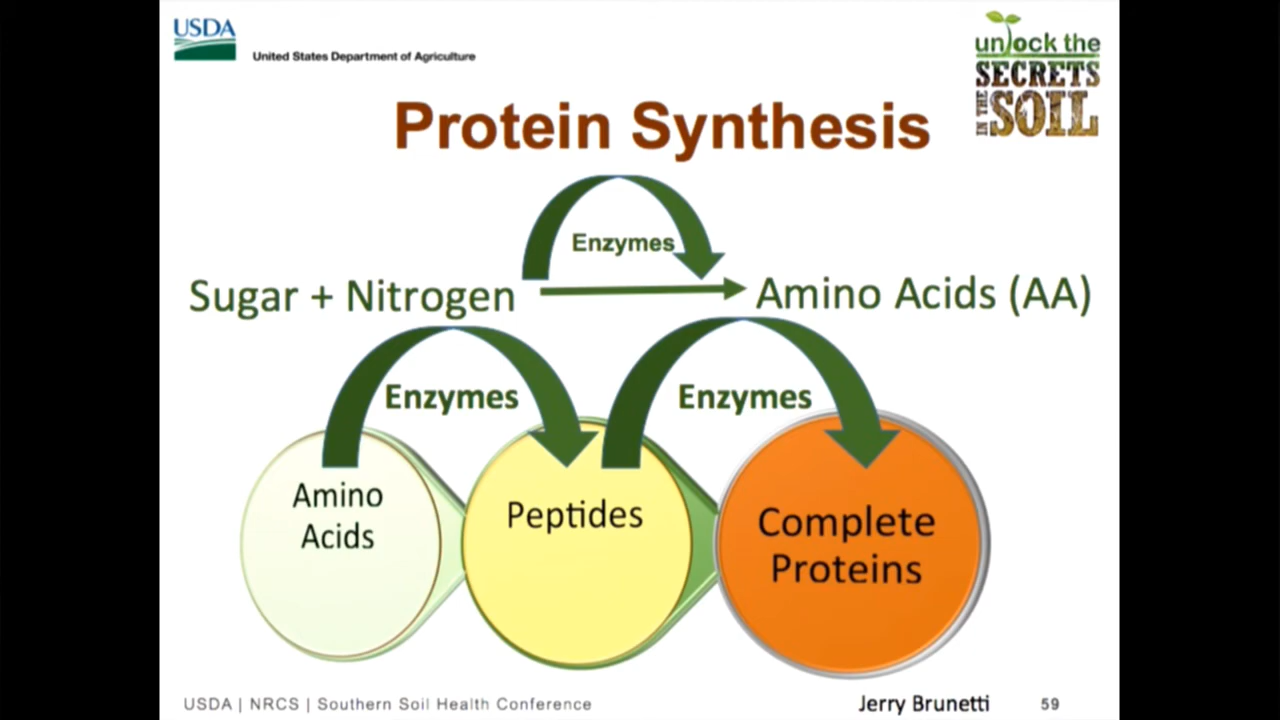 USDA
United States Department of Agriculture
unlock the
SECRETS
IN THE
SOIL
Protein Synthesis
Enzymes
Sugar + Nitrogen
Amino Acids (AA)
Enzymes
Enzymes
Amino
Acids
Peptides
Complete
Proteins
USDA | NRCS | Southern Soil Health Conference
Jerry Brunetti
59